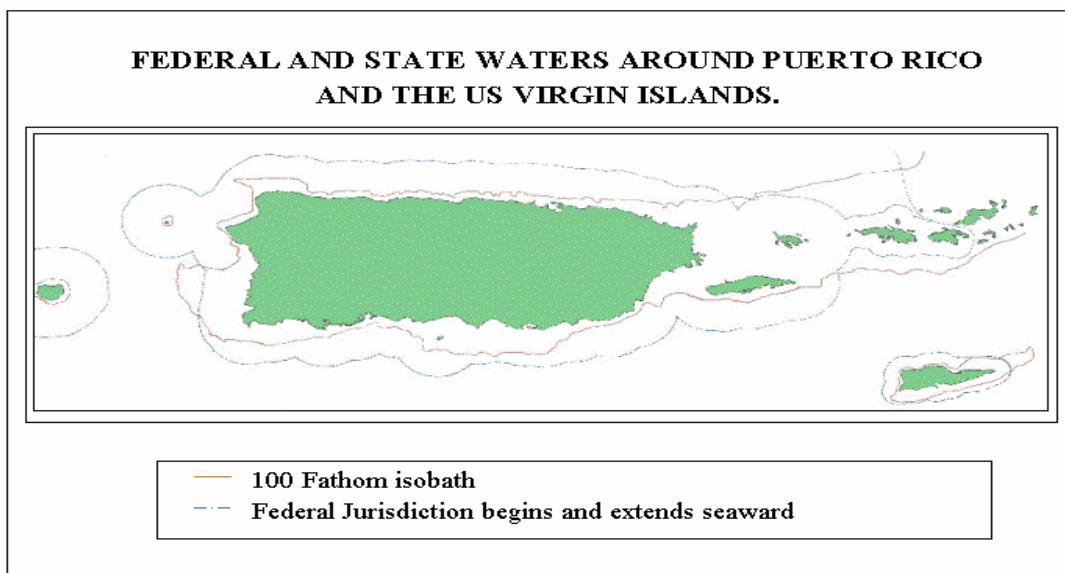 FEDERAL AND STATE WATERS AROUND PUERTO RICO
AND THE US VIRGIN ISLANDS.
100 Fathom isobath
Federal Jurisdiction begins and extends seaward